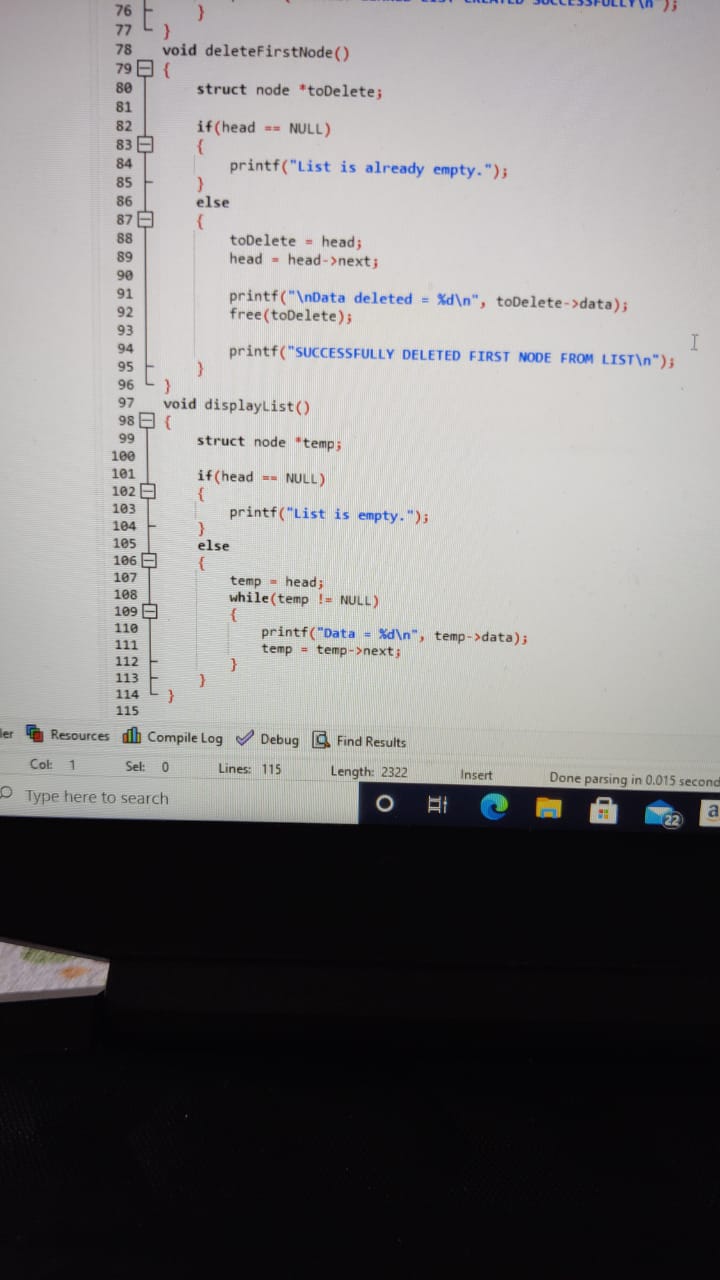 76 }
77 }
78 void deleteFirstNode()
79 {
80 struct node *toDelete;
81
82 if(head == NULL)
83 {
84 printf("List is already empty.");
85 }
86 else
87 {
88 toDelete = head;
89 head = head->next;
90
91 printf("\nData deleted = %d\n", toDelete->data);
92 free(toDelete);
93
94 printf("SUCCESSFULLY DELETED FIRST NODE FROM LIST\n");
95 }
96 }
97 void displayList()
98 {
99 struct node *temp;
100
101 if(head == NULL)
102 {
103 printf("List is empty.");
104 }
105 else
106 {
107 temp = head;
108 while(temp != NULL)
109 {
110 printf("Data = %d\n", temp->data);
111 temp = temp->next;
112 }
113 }
114 }
115
ler Resources Compile Log Debug Find Results
Col: 1 Sel: 0 Lines: 115 Length: 2322 Insert Done parsing in 0.015 second
Type here to search 22 a